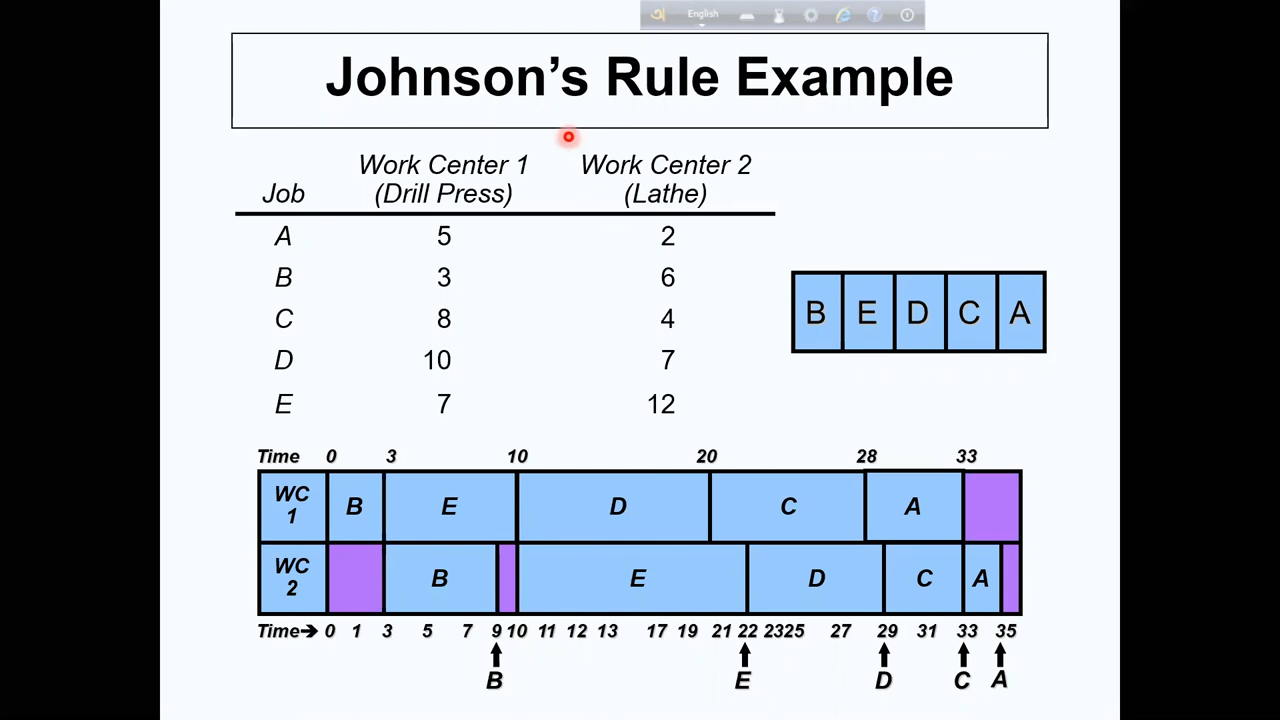 অ English ?
Johnson's Rule Example
Work Center 1 Work Center 2
Job (Drill Press) (Lathe)
A 5 2
B 3 6
C 8 4
D 10 7
E 7 12
B E D C A
Time 0 3 10 20 28 33
WC 1 B E D C A
WC 2 B E D C A
Time➔ 0 1 3 5 7 9 10 11 12 13 17 19 21 22 23 25 27 29 31 33 35
B E D C A